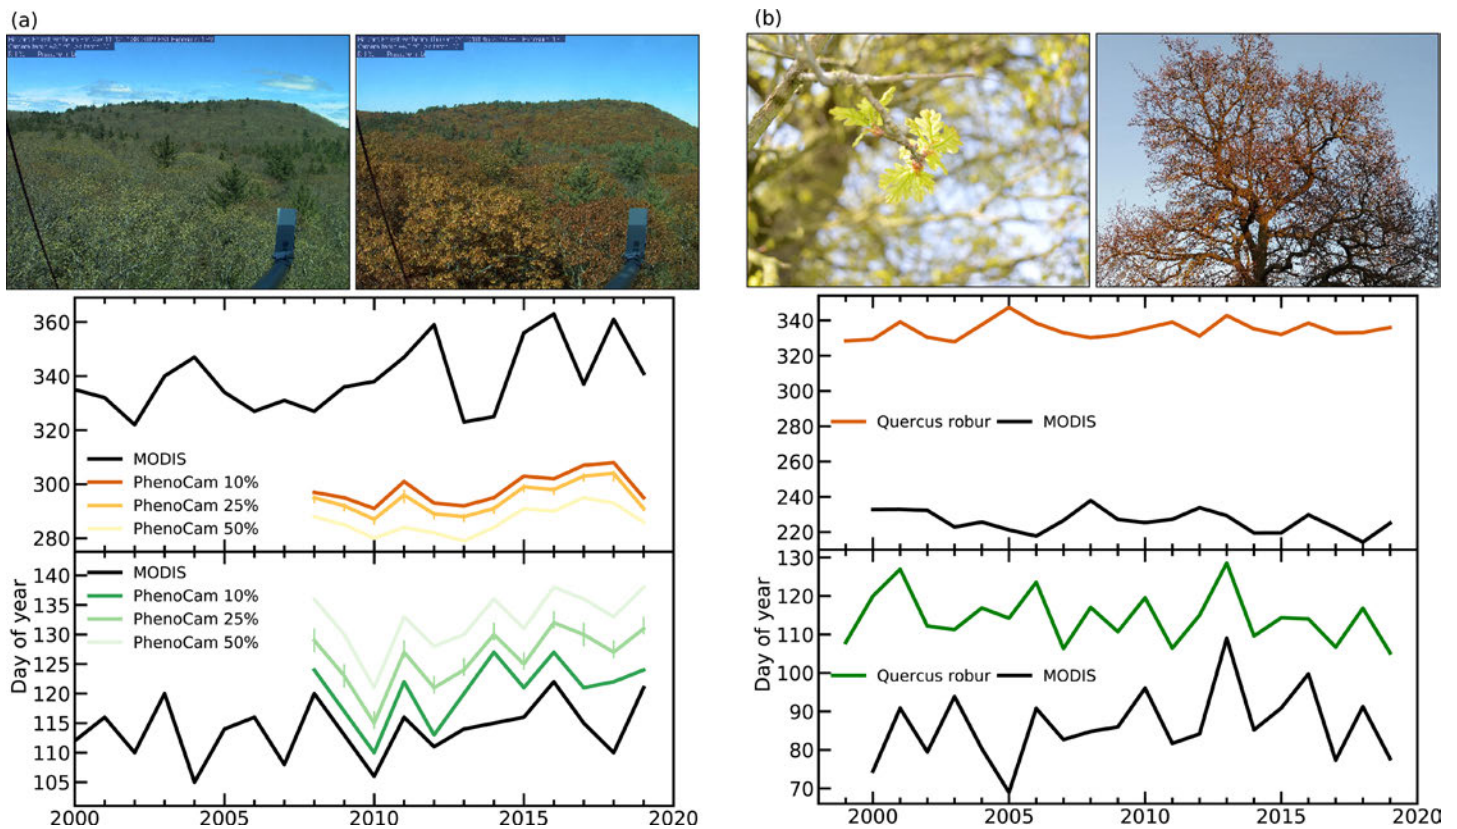 (a)
(b)
360
340
320
300
280
MODIS
PhenoCam 10%
PhenoCam 25%
PhenoCam 50%
140
135
130
125
120
115
110
105
Day of year
MODIS
PhenoCam 10%
PhenoCam 25%
PhenoCam 50%
2000
2005
2010
2015
2020
340
320
300
280
260
240
220
Quercus robur
MODIS
130
120
110
100
90
80
70
Day of year
Quercus robur
MODIS
2000
2005
2010
2015
2020